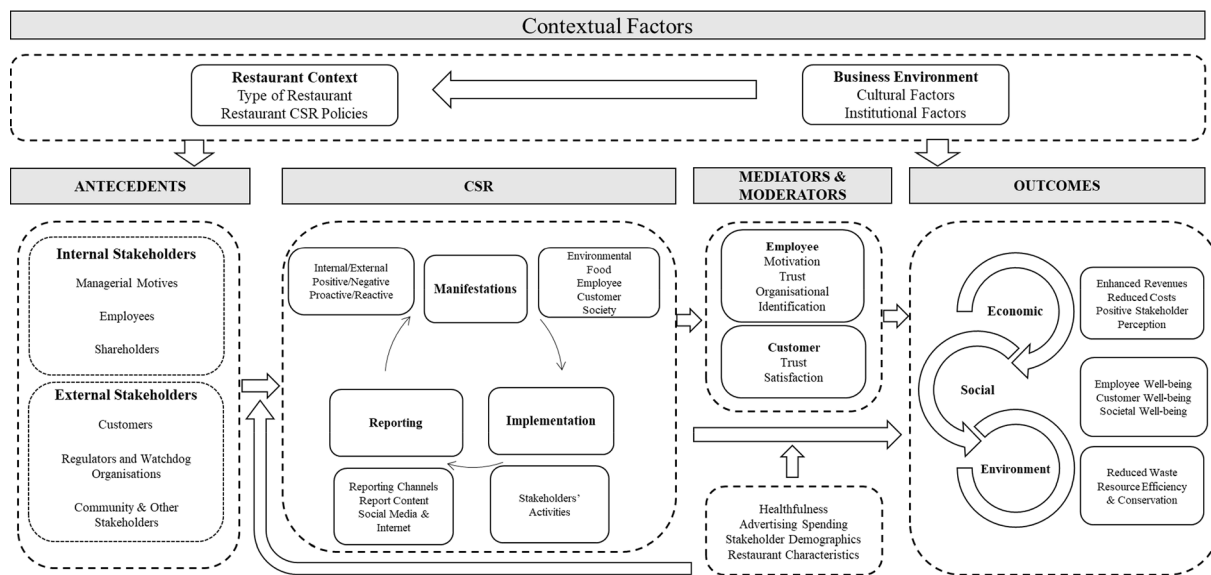 Contextual Factors
Restaurant Context
Type of Restaurant
Restaurant CSR Policies
Business Environment
Cultural Factors
Institutional Factors
ANTECEDENTS
Internal Stakeholders
Managerial Motives
Employees
Shareholders
External Stakeholders
Customers
Regulators and Watchdog
Organisations
Community & Other
Stakeholders
CSR
Internal/External
Positive/Negative
Proactive/Reactive
Manifestations
Environmental
Food
Employee
Customer
Society
Reporting
Implementation
Reporting Channels
Report Content
Social Media &
Internet
Stakeholders'
Activities
MEDIATORS &
MODERATORS
Employee
Motivation
Trust
Organisational
Identification
Customer
Trust
Satisfaction
Healthfulness
Advertising Spending
Stakeholder Demographics
Restaurant Characteristics
OUTCOMES
Economic
Enhanced Revenues
Reduced Costs
Positive Stakeholder
Perception
Social
Employee Well-being
Customer Well-being
Societal Well-being
Environment
Reduced Waste
Resource Efficiency
& Conservation